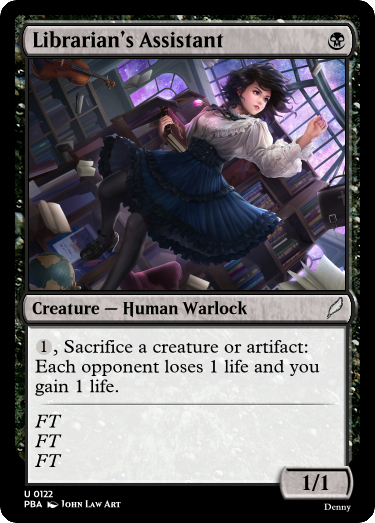 Librarian's Assistant
Creature — Human Warlock
1, Sacrifice a creature or artifact:
Each opponent loses 1 life and you
gain 1 life.
FT
FT
FT
1/1
U 0122
PBA JOHN LAW ART
Denny